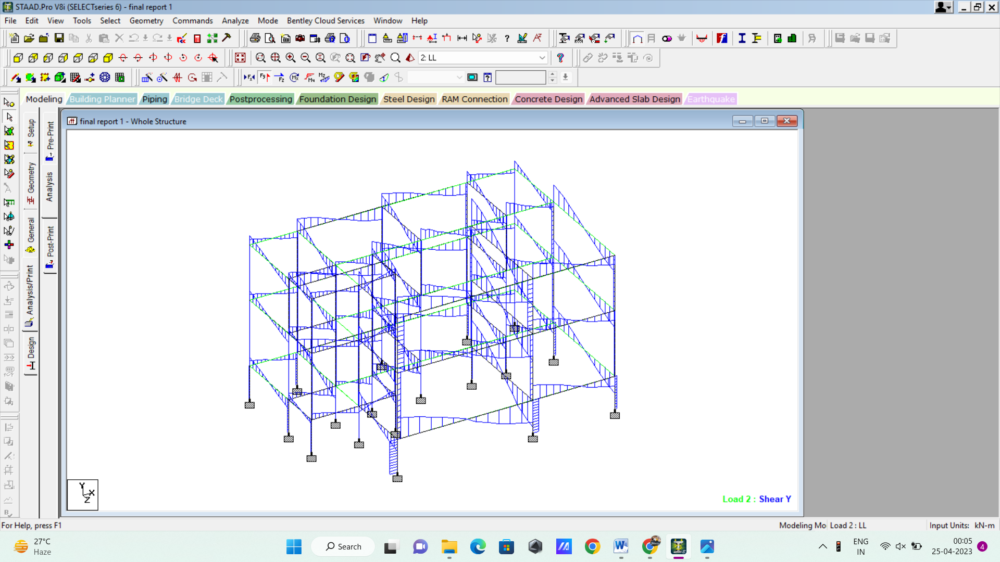 STAAD.Pro V8i (SELECTseries 6) - final report 1
File Edit View Tools Select Geometry Commands Analyze Mode Bentley Cloud Services Window Help
2: LL
Modeling Building Planner Piping Bridge Deck Postprocessing Foundation Design Steel Design RAM Connection Concrete Design Advanced Slab Design Earthquake
Setup
Geometry
General
Analysis/Print
Design
Pre-Print
Analysis
Post-Print
final report 1 - Whole Structure
Y
X
Z
Load 2 : Shear Y
For Help, press F1
Modeling Mo Load 2 : LL Input Units: kN-m
27°C
Haze
Search
ENG
IN
00:05
25-04-2023
4